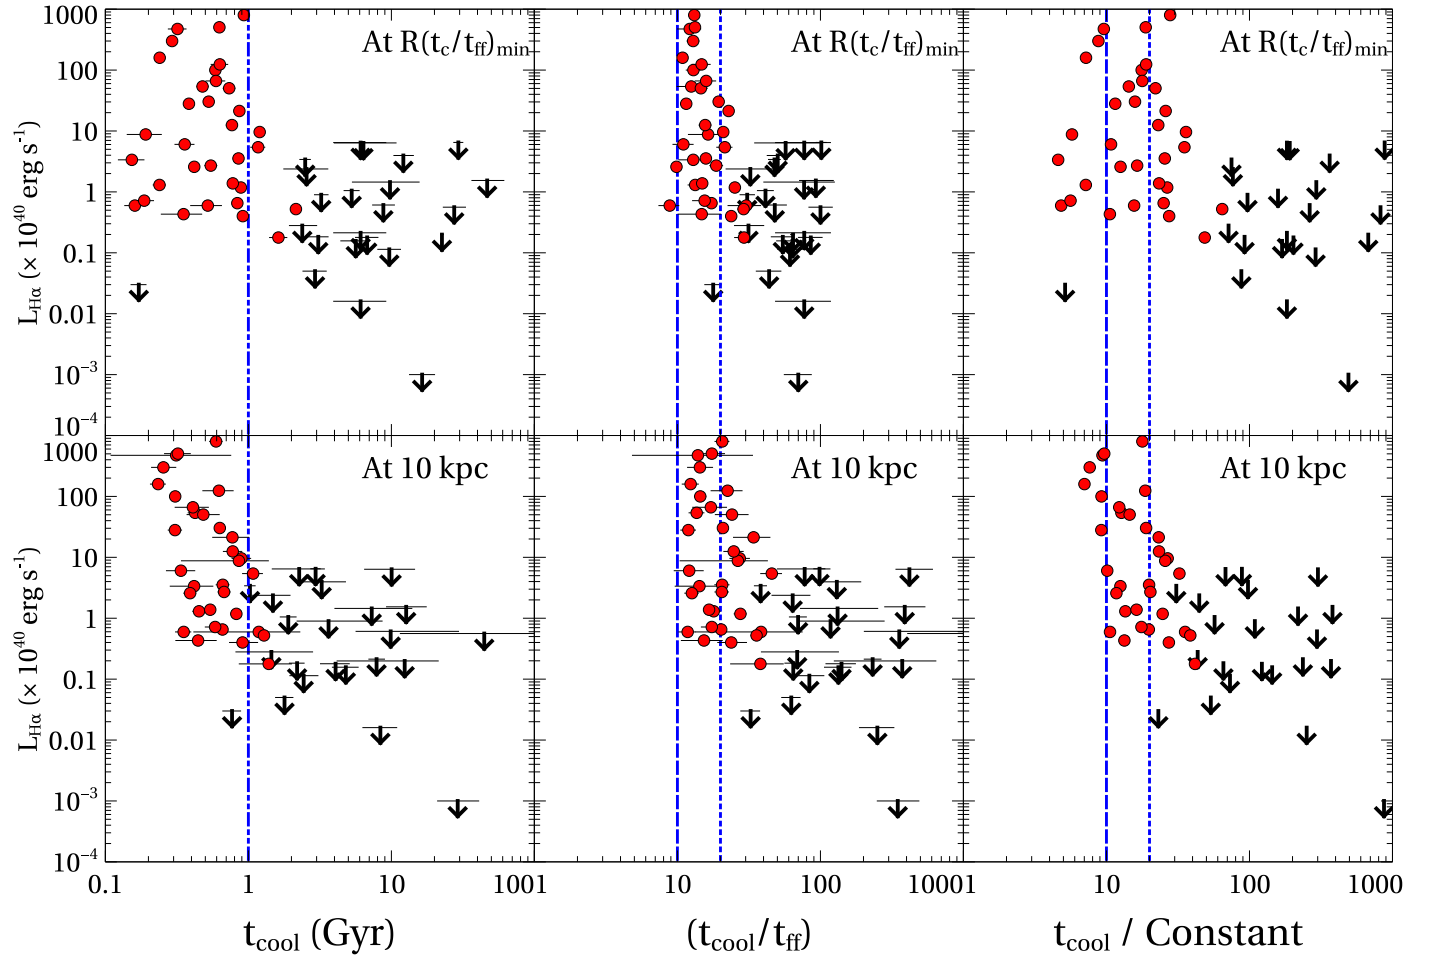 1000
100
10
1
0.1
0.01
10⁻³
10⁻⁴
L_Hα (× 10⁴⁰ erg s⁻¹)
At R(t_c/t_ff)_min
At R(t_c/t_ff)_min
At R(t_c/t_ff)_min
1000
100
10
1
0.1
0.01
10⁻³
10⁻⁴
L_Hα (× 10⁴⁰ erg s⁻¹)
At 10 kpc
At 10 kpc
At 10 kpc
0.1 1 10 1001 10 100 10001 10 100 1000
t_cool (Gyr)
(t_cool/t_ff)
t_cool / Constant